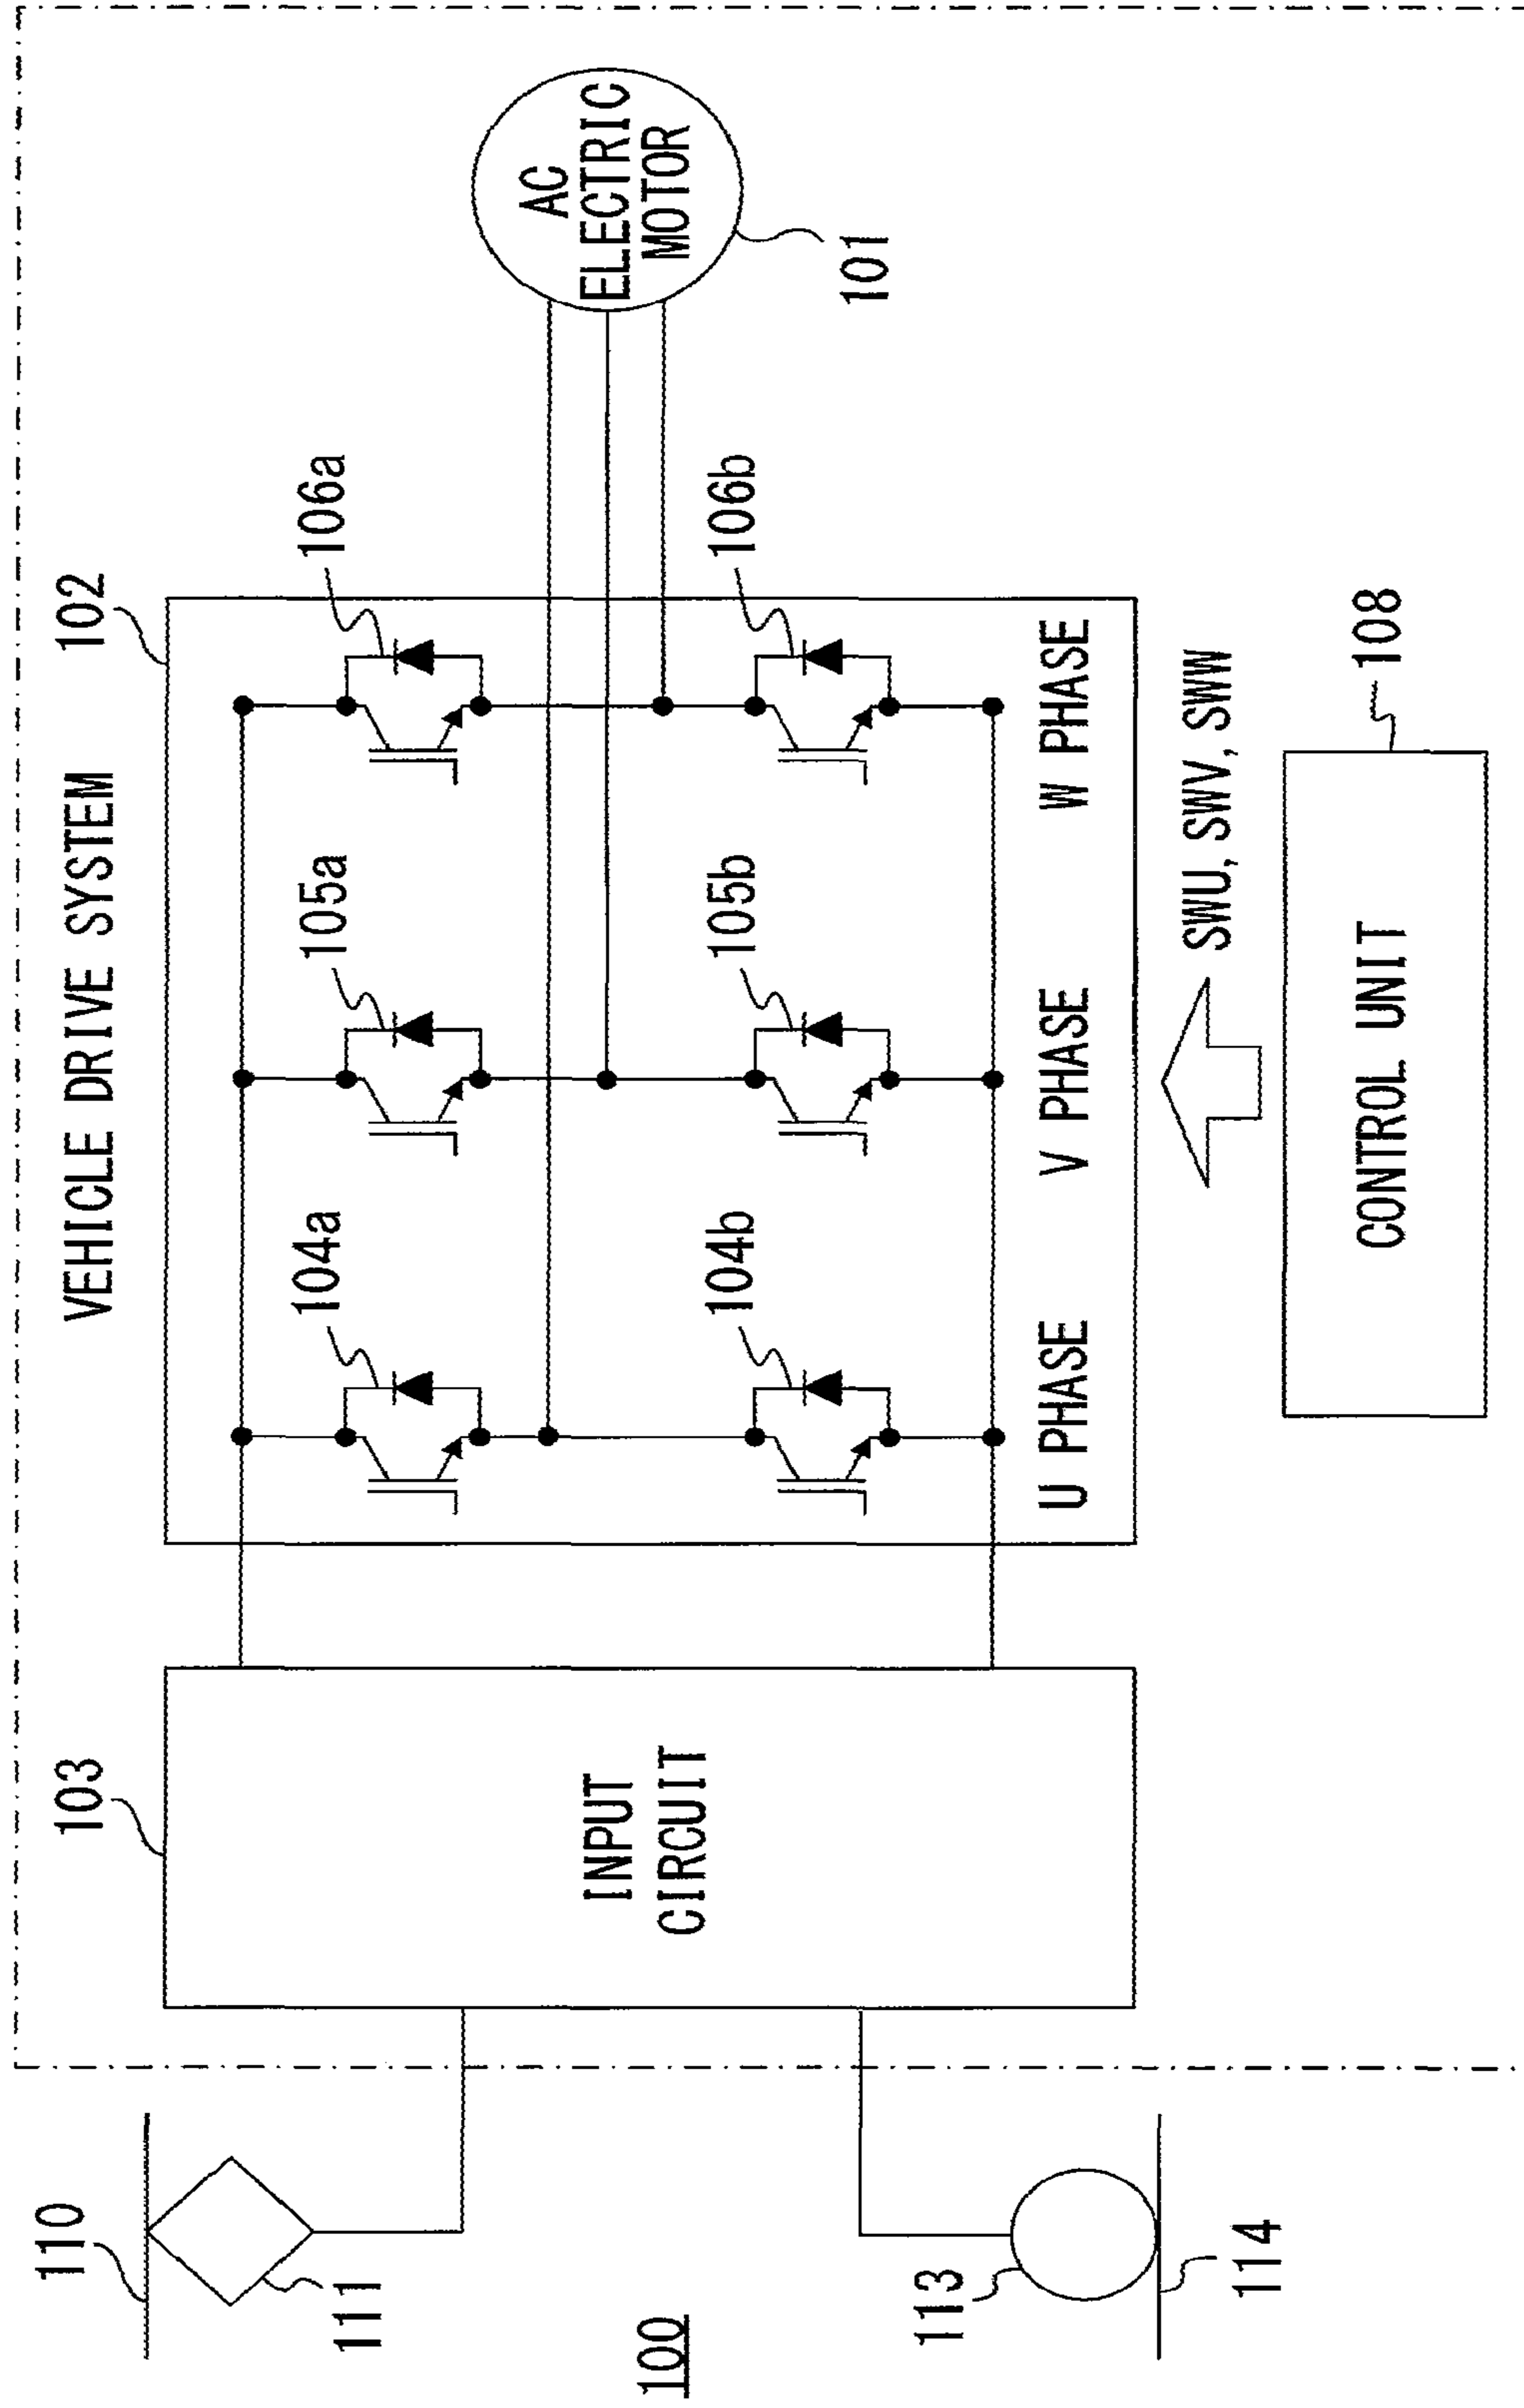 VEHICLE DRIVE SYSTEM
110
103
102
111
104a
105a
106a
INPUT
CIRCUIT
AC
ELECTRIC
MOTOR
101
100
104b
105b
106b
113
114
U PHASE
V PHASE
W PHASE
SWU, SWV, SWW
CONTROL UNIT
108